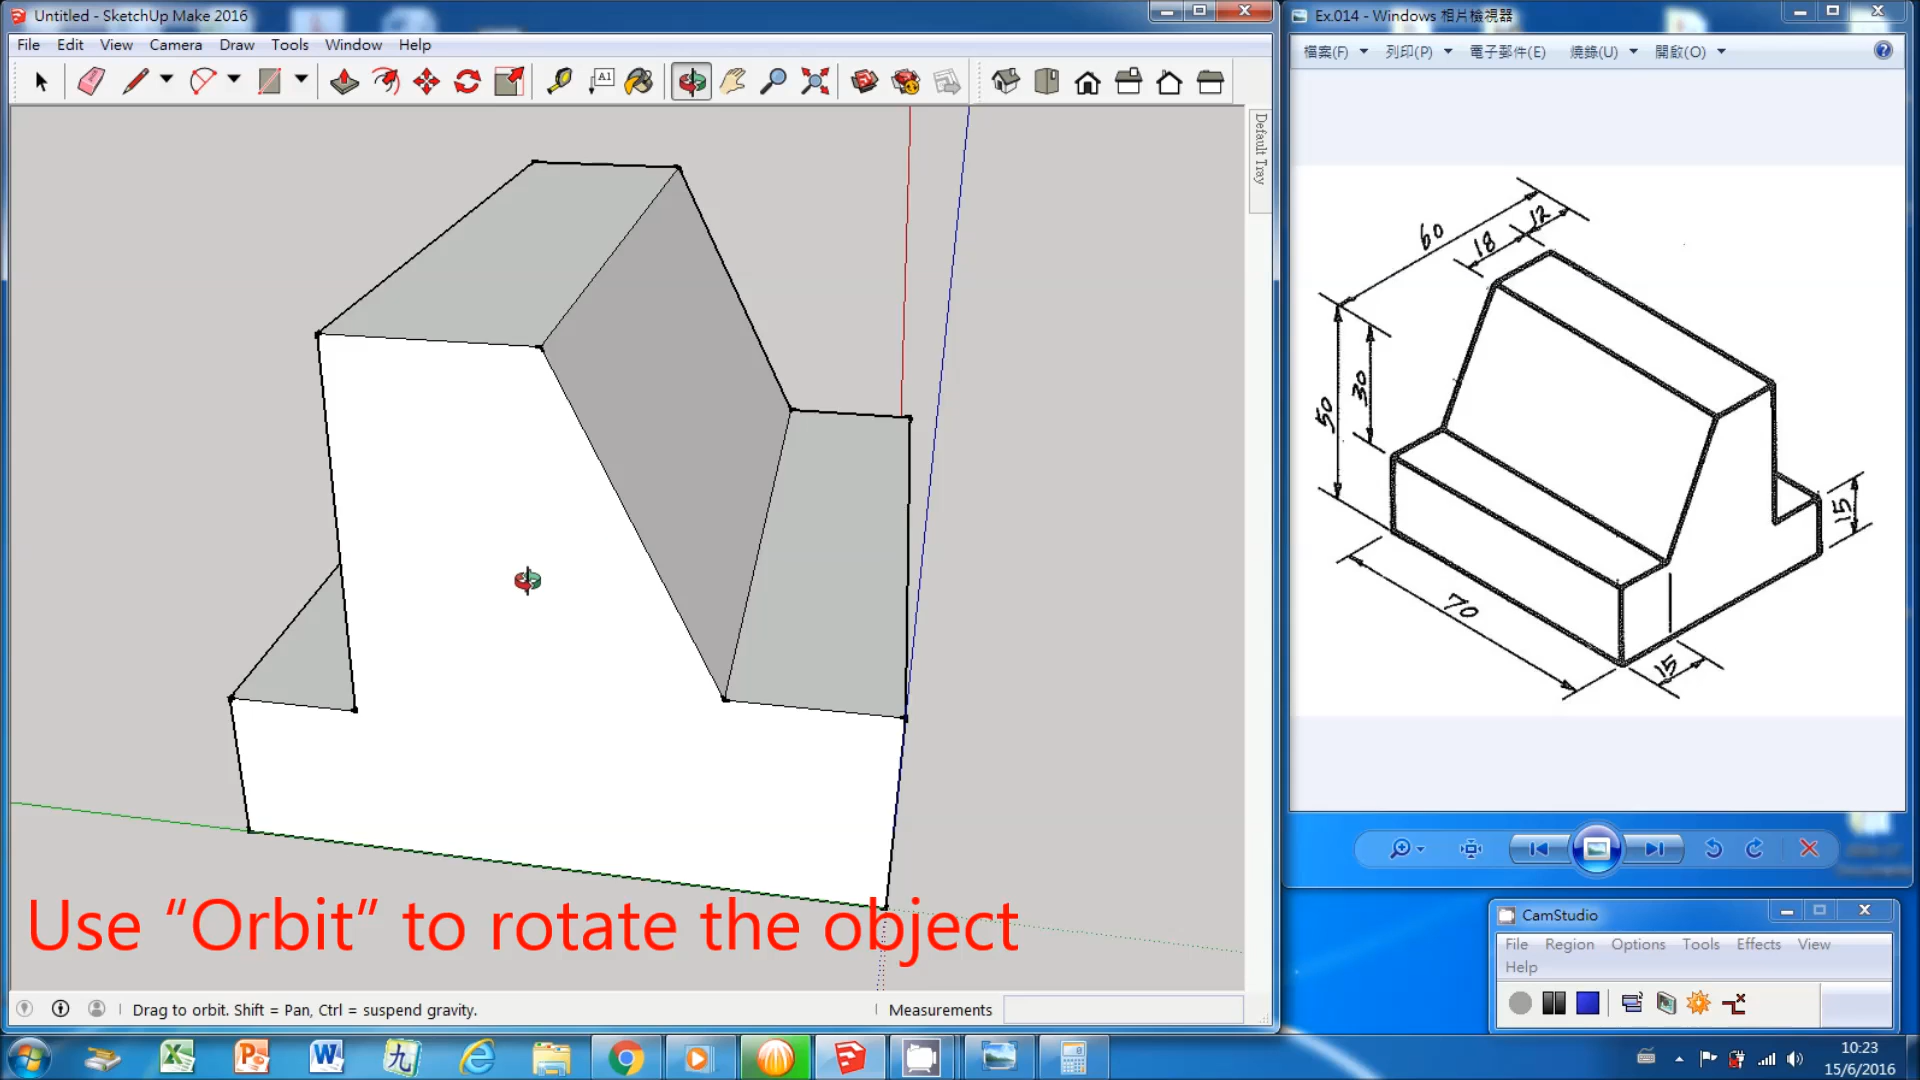 Untitled - SketchUp Make 2016
File Edit View Camera Draw Tools Window Help
A1
Default Tray
Use “Orbit” to rotate the object
Drag to orbit. Shift = Pan, Ctrl = suspend gravity.
Measurements
Ex.014 - Windows 相片檢視器
檔案(F) 列印(P) 電子郵件(E) 燒錄(U) 開啟(O)
60
18
12
50
30
15
70
15
CamStudio
File Region Options Tools Effects View
Help
九
10:23
15/6/2016